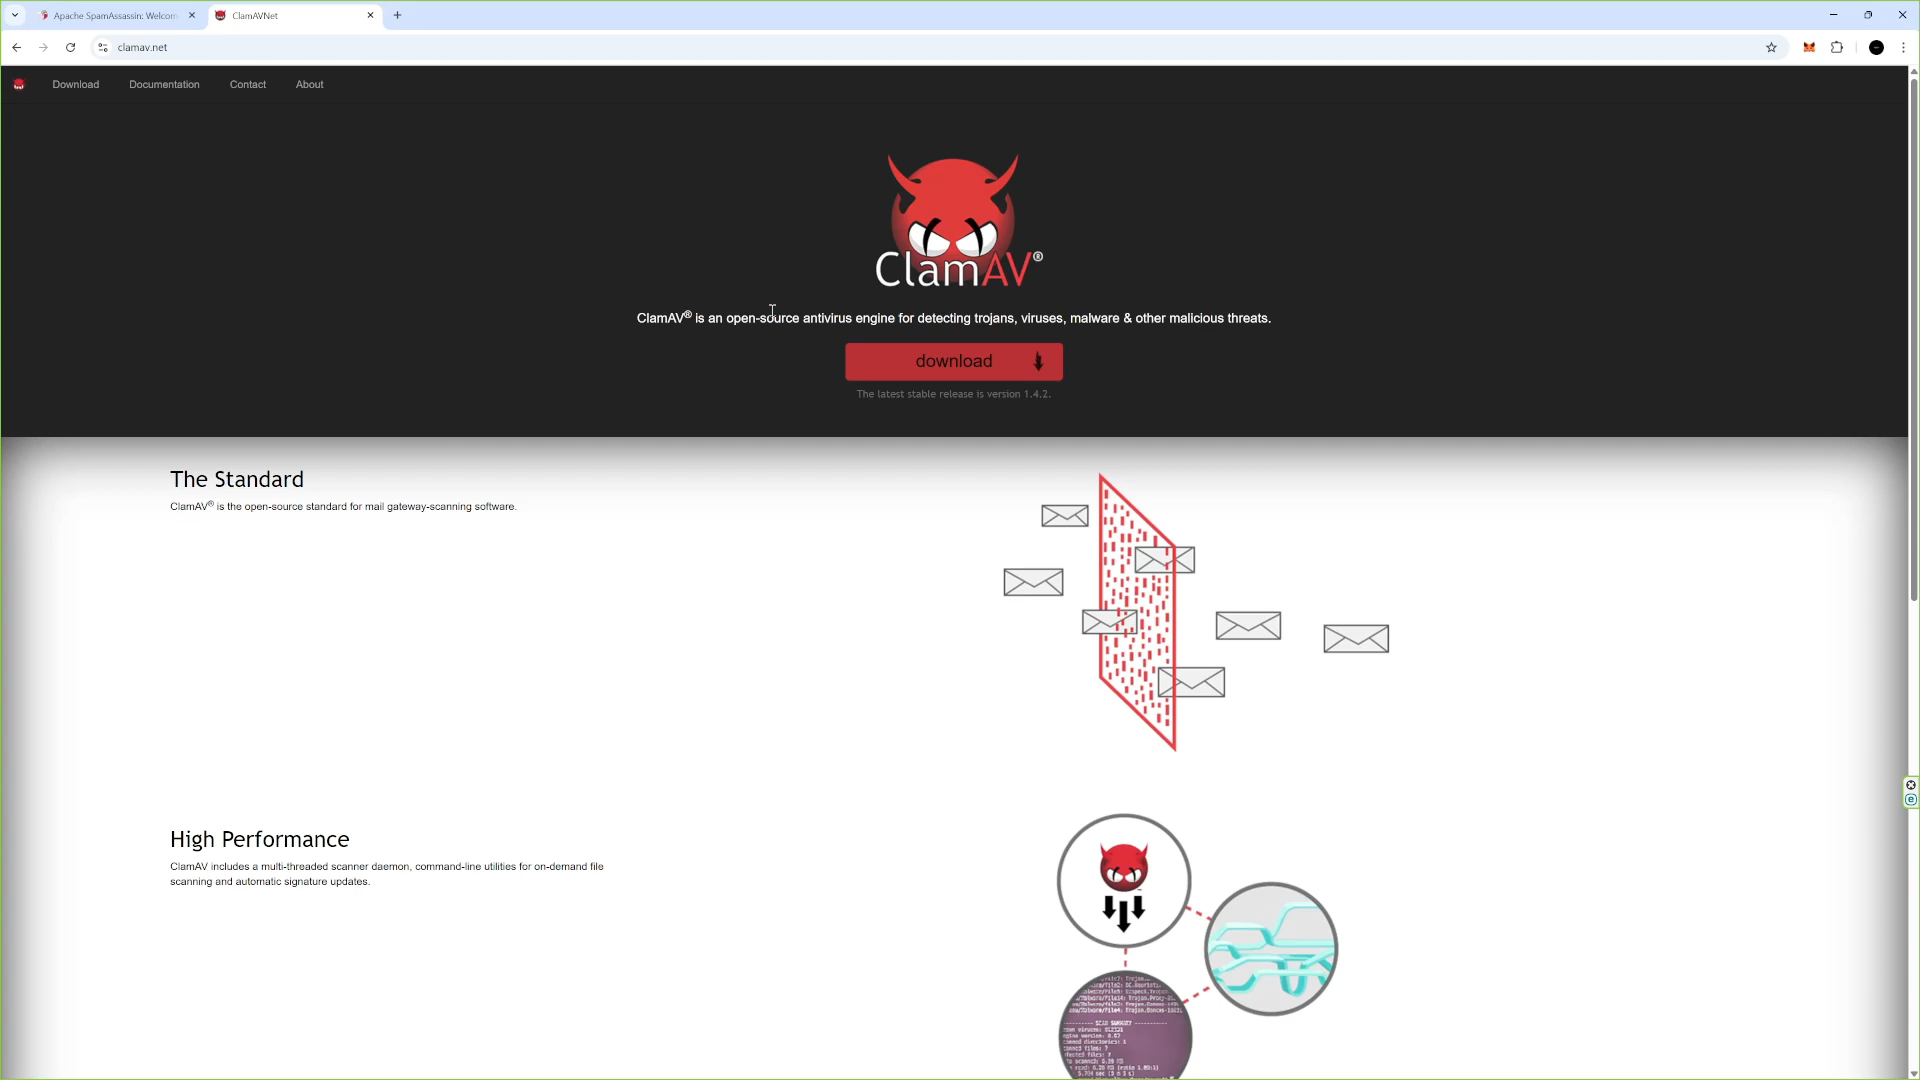 Apache SpamAssassin: Welcom
ClamAVNet
clamav.net
Download
Documentation
Contact
About
ClamAV®
ClamAV® is an open-source antivirus engine for detecting trojans, viruses, malware & other malicious threats.
download
The latest stable release is version 1.4.2.
The Standard
ClamAV® is the open-source standard for mail gateway-scanning software.
High Performance
ClamAV includes a multi-threaded scanner daemon, command-line utilities for on-demand file
scanning and automatic signature updates.
SCAN SUMMARY